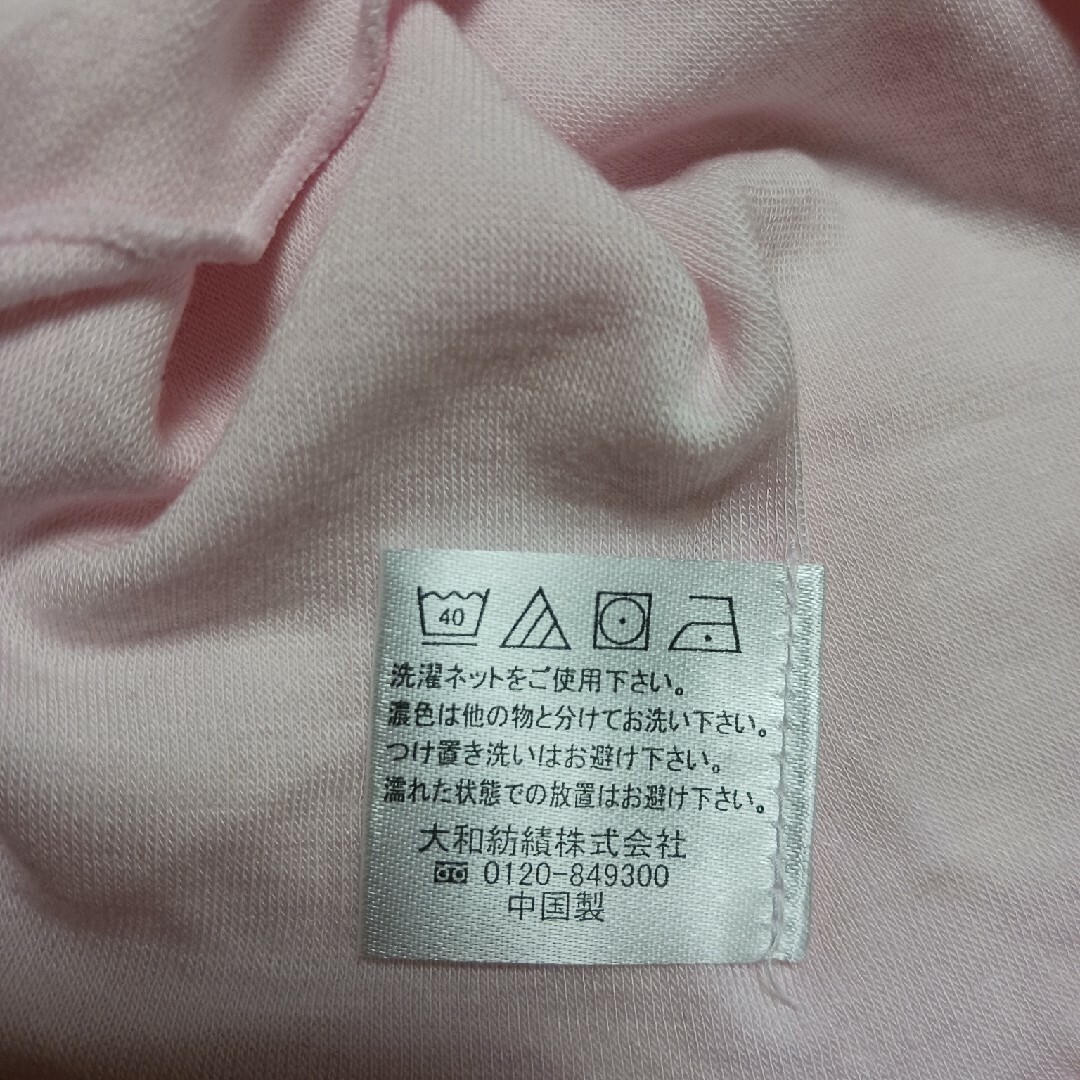 40
洗濯ネットをご使用下さい。
濃色は他の物と分けてお洗い下さい。
つけ置き洗いはお避け下さい。
濡れた状態での放置はお避け下さい。
大和紡績株式会社
0120-849300
中国製